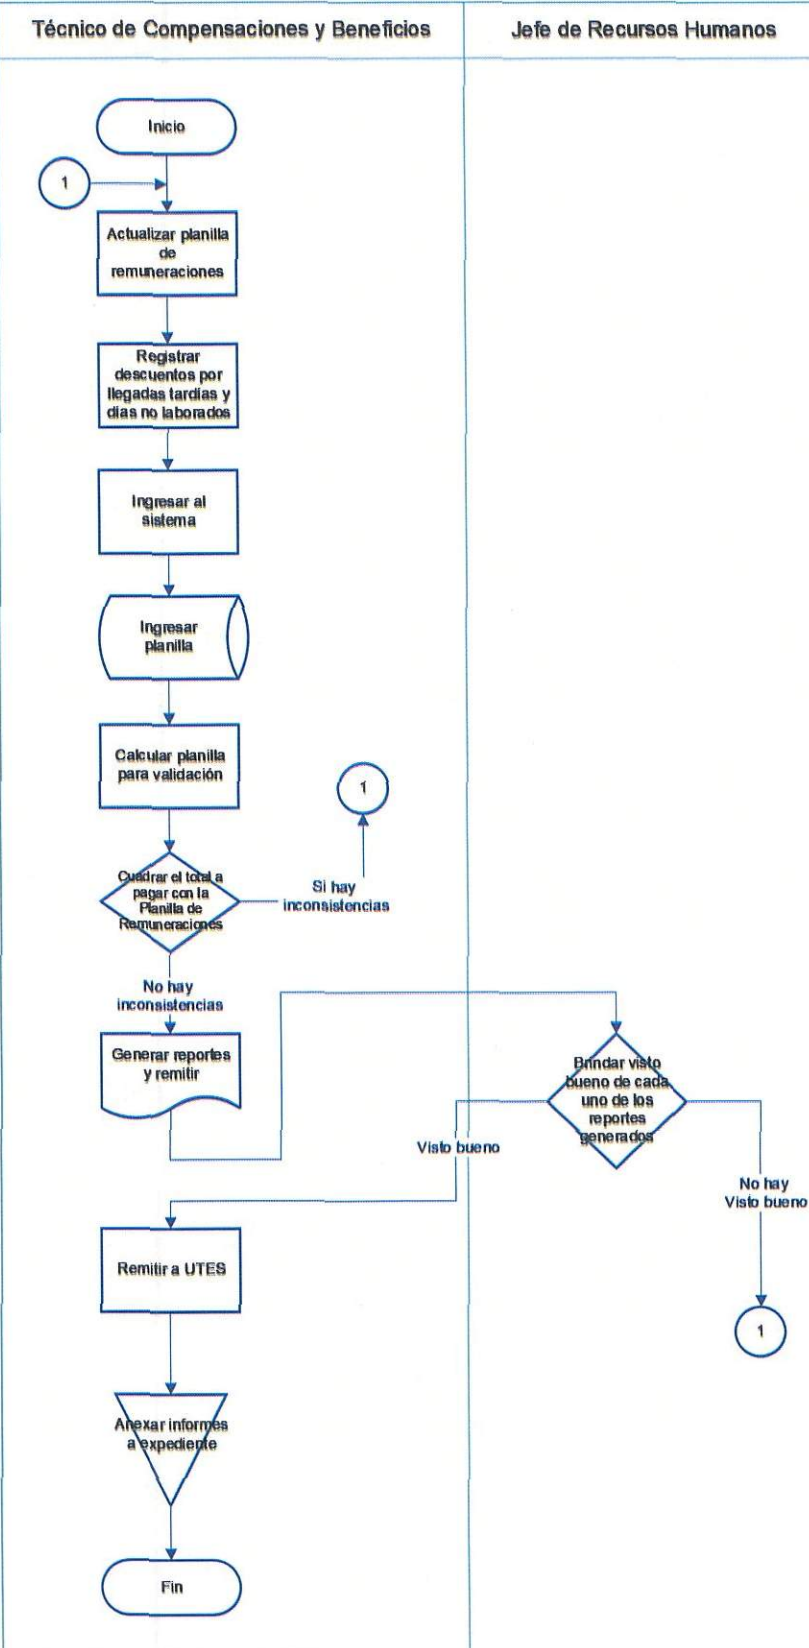 Técnico de Compensaciones y Beneficios
Jefe de Recursos Humanos
Inicio
1
Actualizar planilla
de
remuneraciones
Registrar
descuentos por
llegadas tardías y
días no laborados
Ingresar al
sistema
Ingresar
planilla
Calcular planilla
para validación
1
Cuadrar el total a
pagar con la
Planilla de
Remuneraciones
Si hay
inconsistencias
No hay
inconsistencias
Generar reportes
y remitir
Brindar visto
bueno de cada
uno de los
reportes
generados
Visto bueno
No hay
Visto bueno
Remitir a UTES
1
Anexar informes
a expediente
Fin